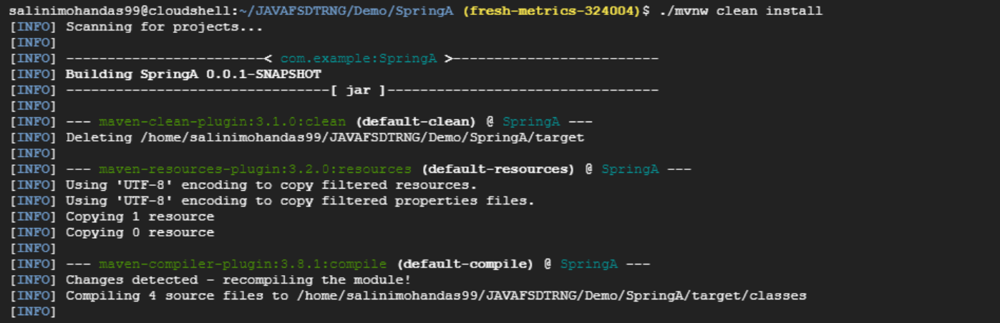 salinimohandas99@cloudshell:~/JAVAFSDTRNG/Demo/SpringA (fresh-metrics-324004)$ ./mvnw clean install
[INFO] Scanning for projects...
[INFO]
[INFO] ------------------------< com.example:SpringA >-------------------------
[INFO] Building SpringA 0.0.1-SNAPSHOT
[INFO] --------------------------------[ jar ]---------------------------------
[INFO]
[INFO] --- maven-clean-plugin:3.1.0:clean (default-clean) @ SpringA ---
[INFO] Deleting /home/salinimohandas99/JAVAFSDTRNG/Demo/SpringA/target
[INFO]
[INFO] --- maven-resources-plugin:3.2.0:resources (default-resources) @ SpringA ---
[INFO] Using 'UTF-8' encoding to copy filtered resources.
[INFO] Using 'UTF-8' encoding to copy filtered properties files.
[INFO] Copying 1 resource
[INFO] Copying 0 resource
[INFO]
[INFO] --- maven-compiler-plugin:3.8.1:compile (default-compile) @ SpringA ---
[INFO] Changes detected - recompiling the module!
[INFO] Compiling 4 source files to /home/salinimohandas99/JAVAFSDTRNG/Demo/SpringA/target/classes
[INFO]